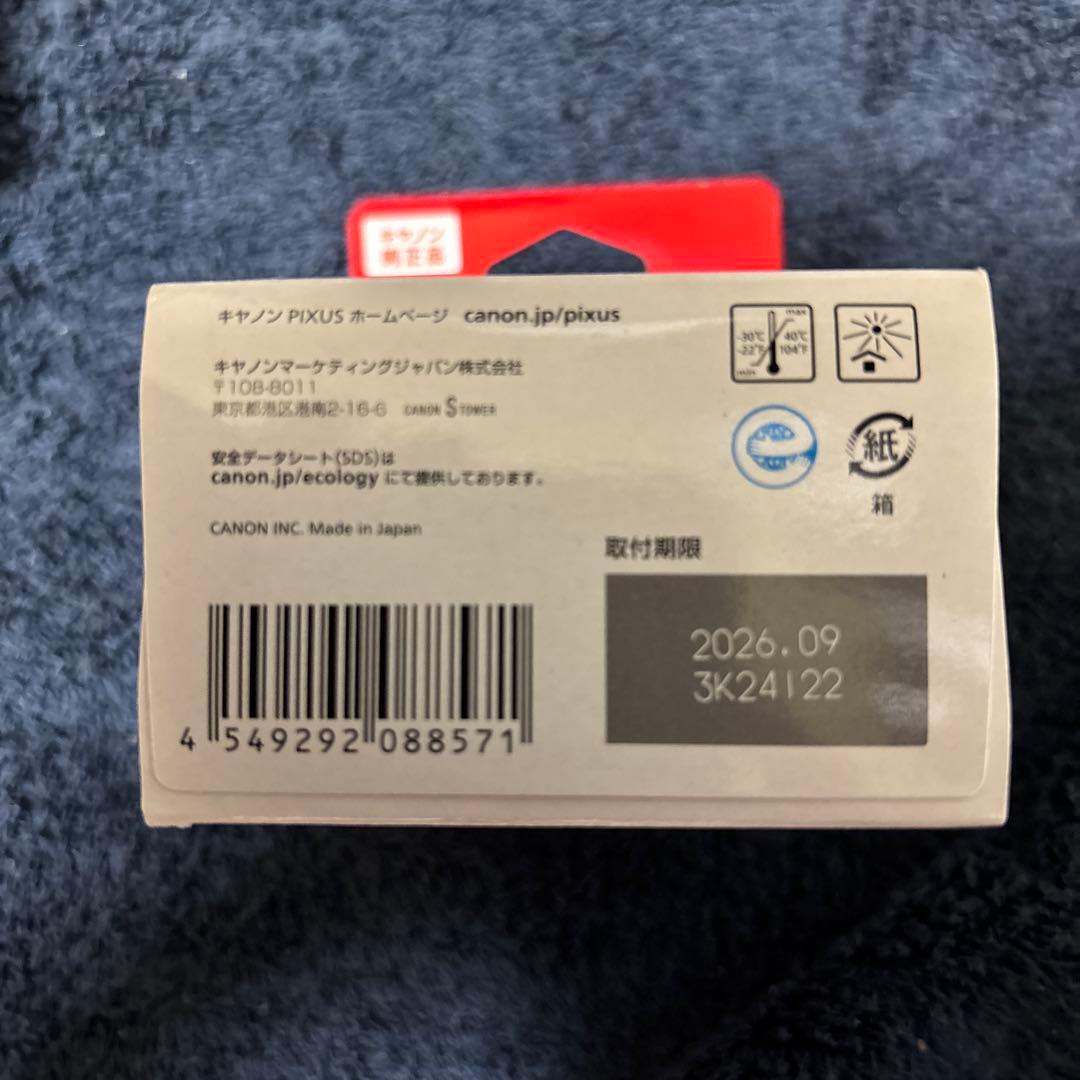 キヤノン
純正品
キヤノン PIXUS ホームページ canon.jp/pixus
キヤノンマーケティングジャパン株式会社
〒108-8011
東京都港区港南2-16-6 CANON S TOWER
安全データシート(SDS)は
canon.jp/ecology にて提供しております。
CANON INC. Made in Japan
max
-30℃ 40℃
-22°F 104°F
min
紙
箱
取付期限
2026.09
3K24I22
4 549292 088571